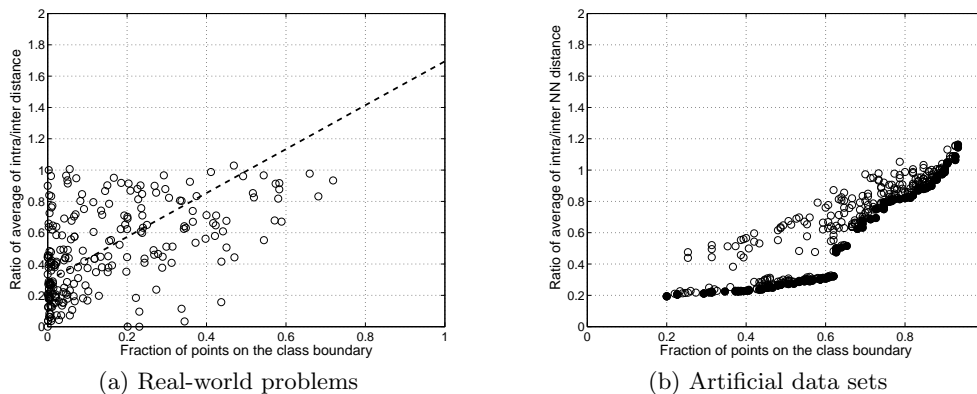 2
1.8
1.6
1.4
1.2
1
0.8
0.6
0.4
0.2
0
0 0.2 0.4 0.6 0.8 1
Ratio of average of intra/inter distance
Fraction of points on the class boundary
(a) Real-world problems
2
1.8
1.6
1.4
1.2
1
0.8
0.6
0.4
0.2
0
0 0.2 0.4 0.6 0.8
Ratio of average of intra/inter NN distance
Fraction of points on the class boundary
(b) Artificial data sets